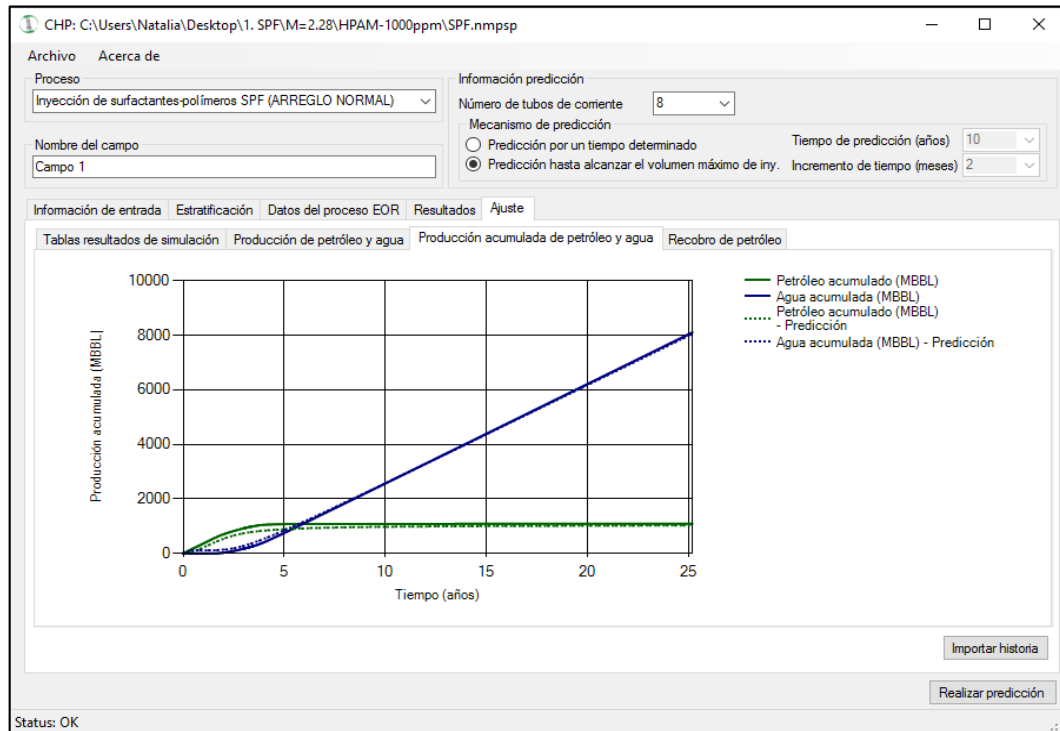 CHP: C:\Users\Natalia\Desktop\1. SPF\M=2.28\HPAM-1000ppm\SPF.nmpsp
Archivo Acerca de
Proceso
Inyección de surfactantes-polímeros SPF (ARREGLO NORMAL)
Nombre del campo
Campo 1
Información predicción
Número de tubos de corriente 8
Mecanismo de predicción
Predicción por un tiempo determinado
Predicción hasta alcanzar el volumen máximo de iny.
Tiempo de predicción (años) 10
Incremento de tiempo (meses) 2
Información de entrada Estratificación Datos del proceso EOR Resultados Ajuste
Tablas resultados de simulación Producción de petróleo y agua Producción acumulada de petróleo y agua Recobro de petróleo
Producción acumulada (MBBL)
10000
8000
6000
4000
2000
0
0 5 10 15 20 25
Tiempo (años)
Petróleo acumulado (MBBL)
Agua acumulada (MBBL)
Petróleo acumulado (MBBL)
- Predicción
Agua acumulada (MBBL) - Predicción
Importar historia
Realizar predicción
Status: OK